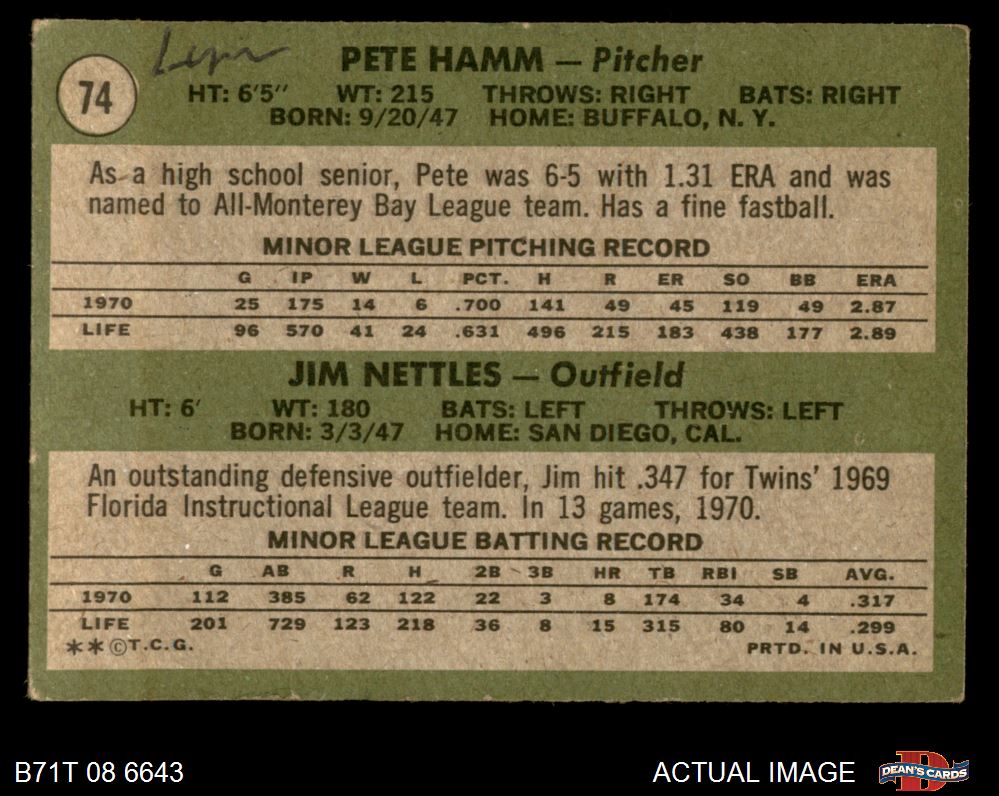 74
PETE HAMM — Pitcher
HT: 6'5" WT: 215 THROWS: RIGHT BATS: RIGHT
BORN: 9/20/47 HOME: BUFFALO, N. Y.
As a high school senior, Pete was 6-5 with 1.31 ERA and was
named to All-Monterey Bay League team. Has a fine fastball.
MINOR LEAGUE PITCHING RECORD
G IP W L PCT. H R ER SO BB ERA
1970 25 175 14 6 .700 141 49 45 119 49 2.87
LIFE 96 570 41 24 .631 496 215 183 438 177 2.89
JIM NETTLES — Outfield
HT: 6' WT: 180 BATS: LEFT THROWS: LEFT
BORN: 3/3/47 HOME: SAN DIEGO, CAL.
An outstanding defensive outfielder, Jim hit .347 for Twins' 1969
Florida Instructional League team. In 13 games, 1970.
MINOR LEAGUE BATTING RECORD
G AB R H 2B 3B HR TB RBI SB AVG.
1970 112 385 62 122 22 3 8 174 34 4 .317
LIFE 201 729 123 218 36 8 15 315 80 14 .299
**©T.C.G. PRTD. IN U.S.A.
B71T 08 6643 ACTUAL IMAGE DEAN'S CARDS